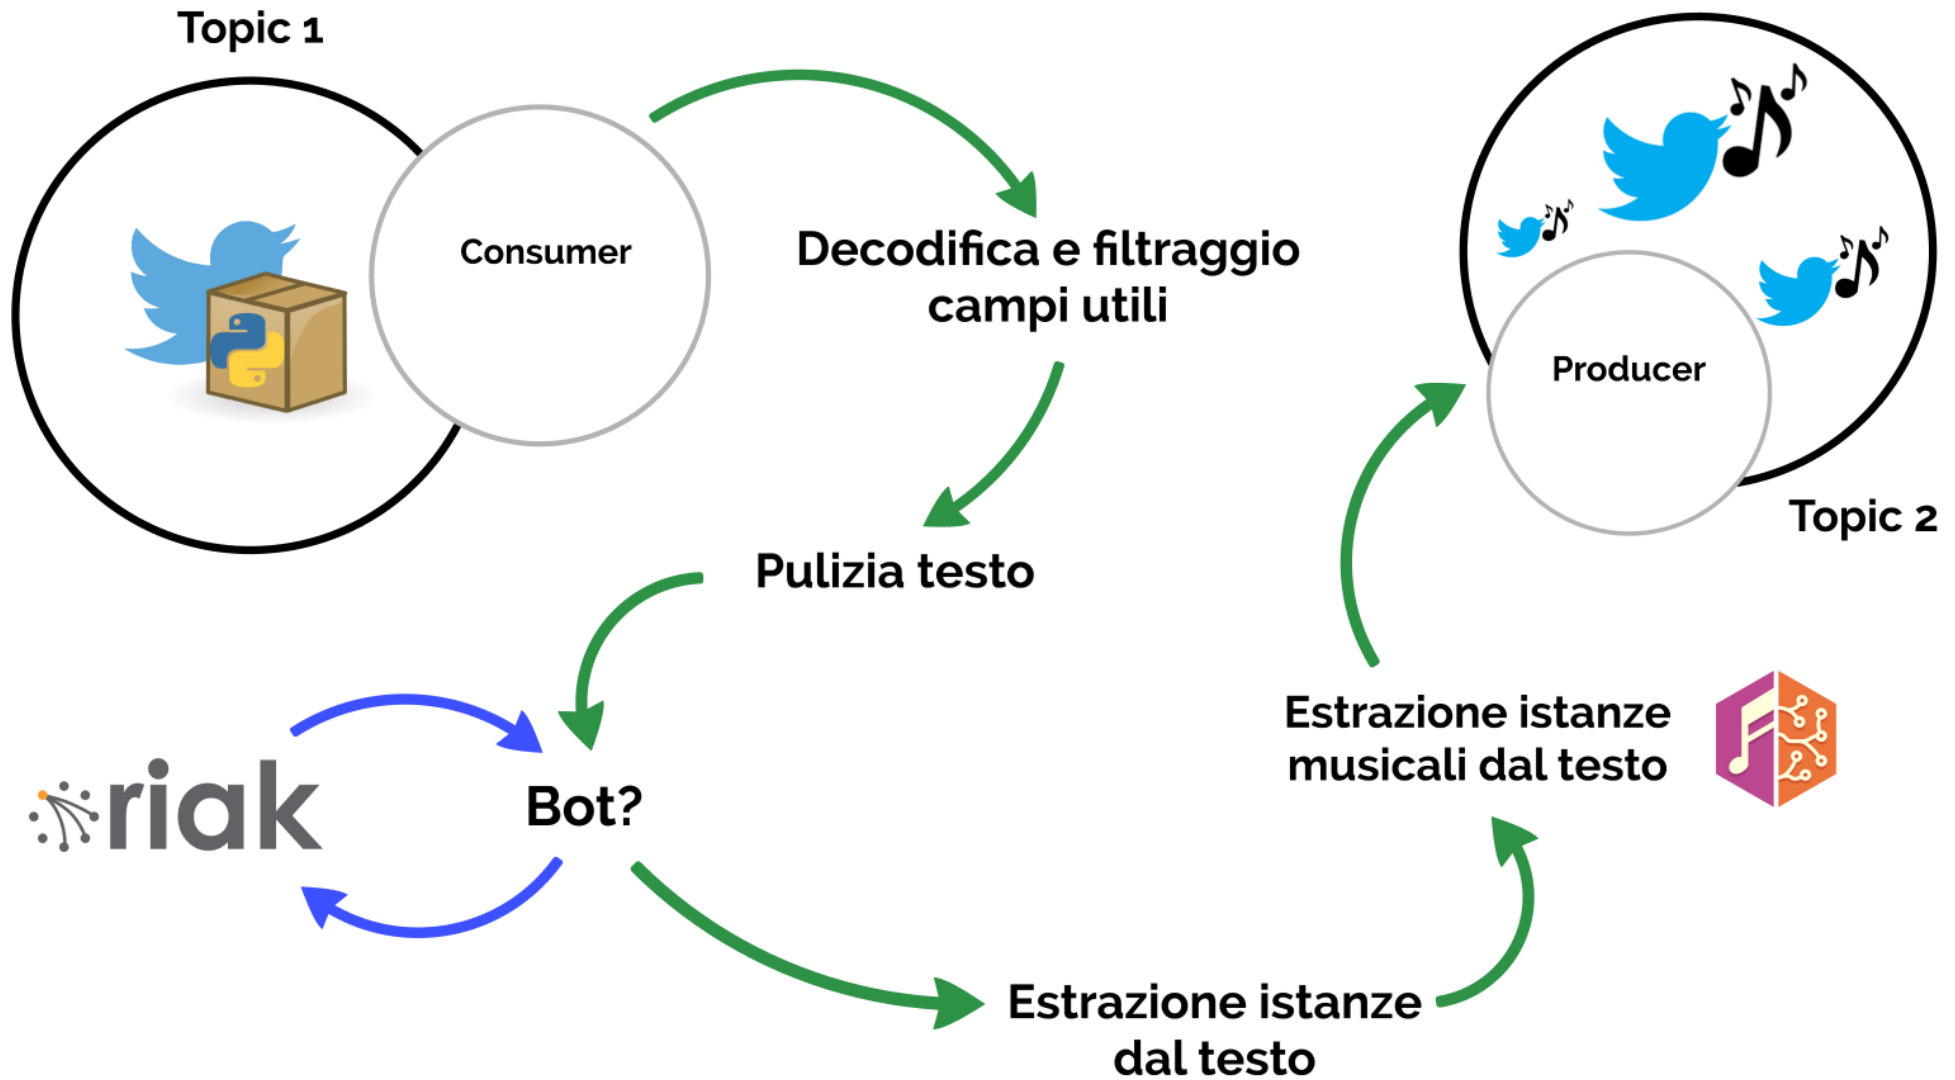 Topic 1
Consumer
Decodifica e filtraggio
campi utili
Pulizia testo
riak
Bot?
Estrazione istanze
dal testo
Estrazione istanze
musicali dal testo
Producer
Topic 2